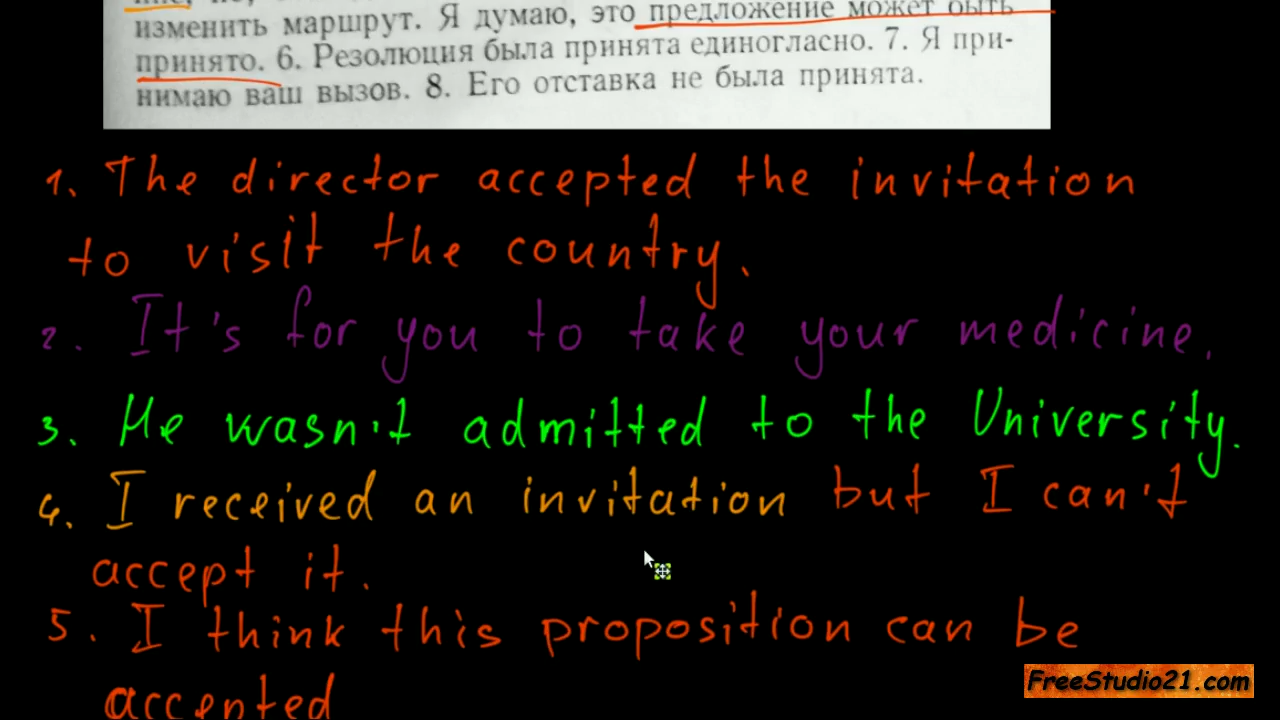 изменить маршрут. Я думаю, это предложение может быть
принято. 6. Резолюция была принята единогласно. 7. Я при-
нимаю ваш вызов. 8. Его отставка не была принята.
1. The director accepted the invitation
to visit the country.
2. It's for you to take your medicine.
3. He wasn't admitted to the University.
4. I received an invitation but I can't
accept it.
5. I think this proposition can be
accepted
FreeStudio21.com